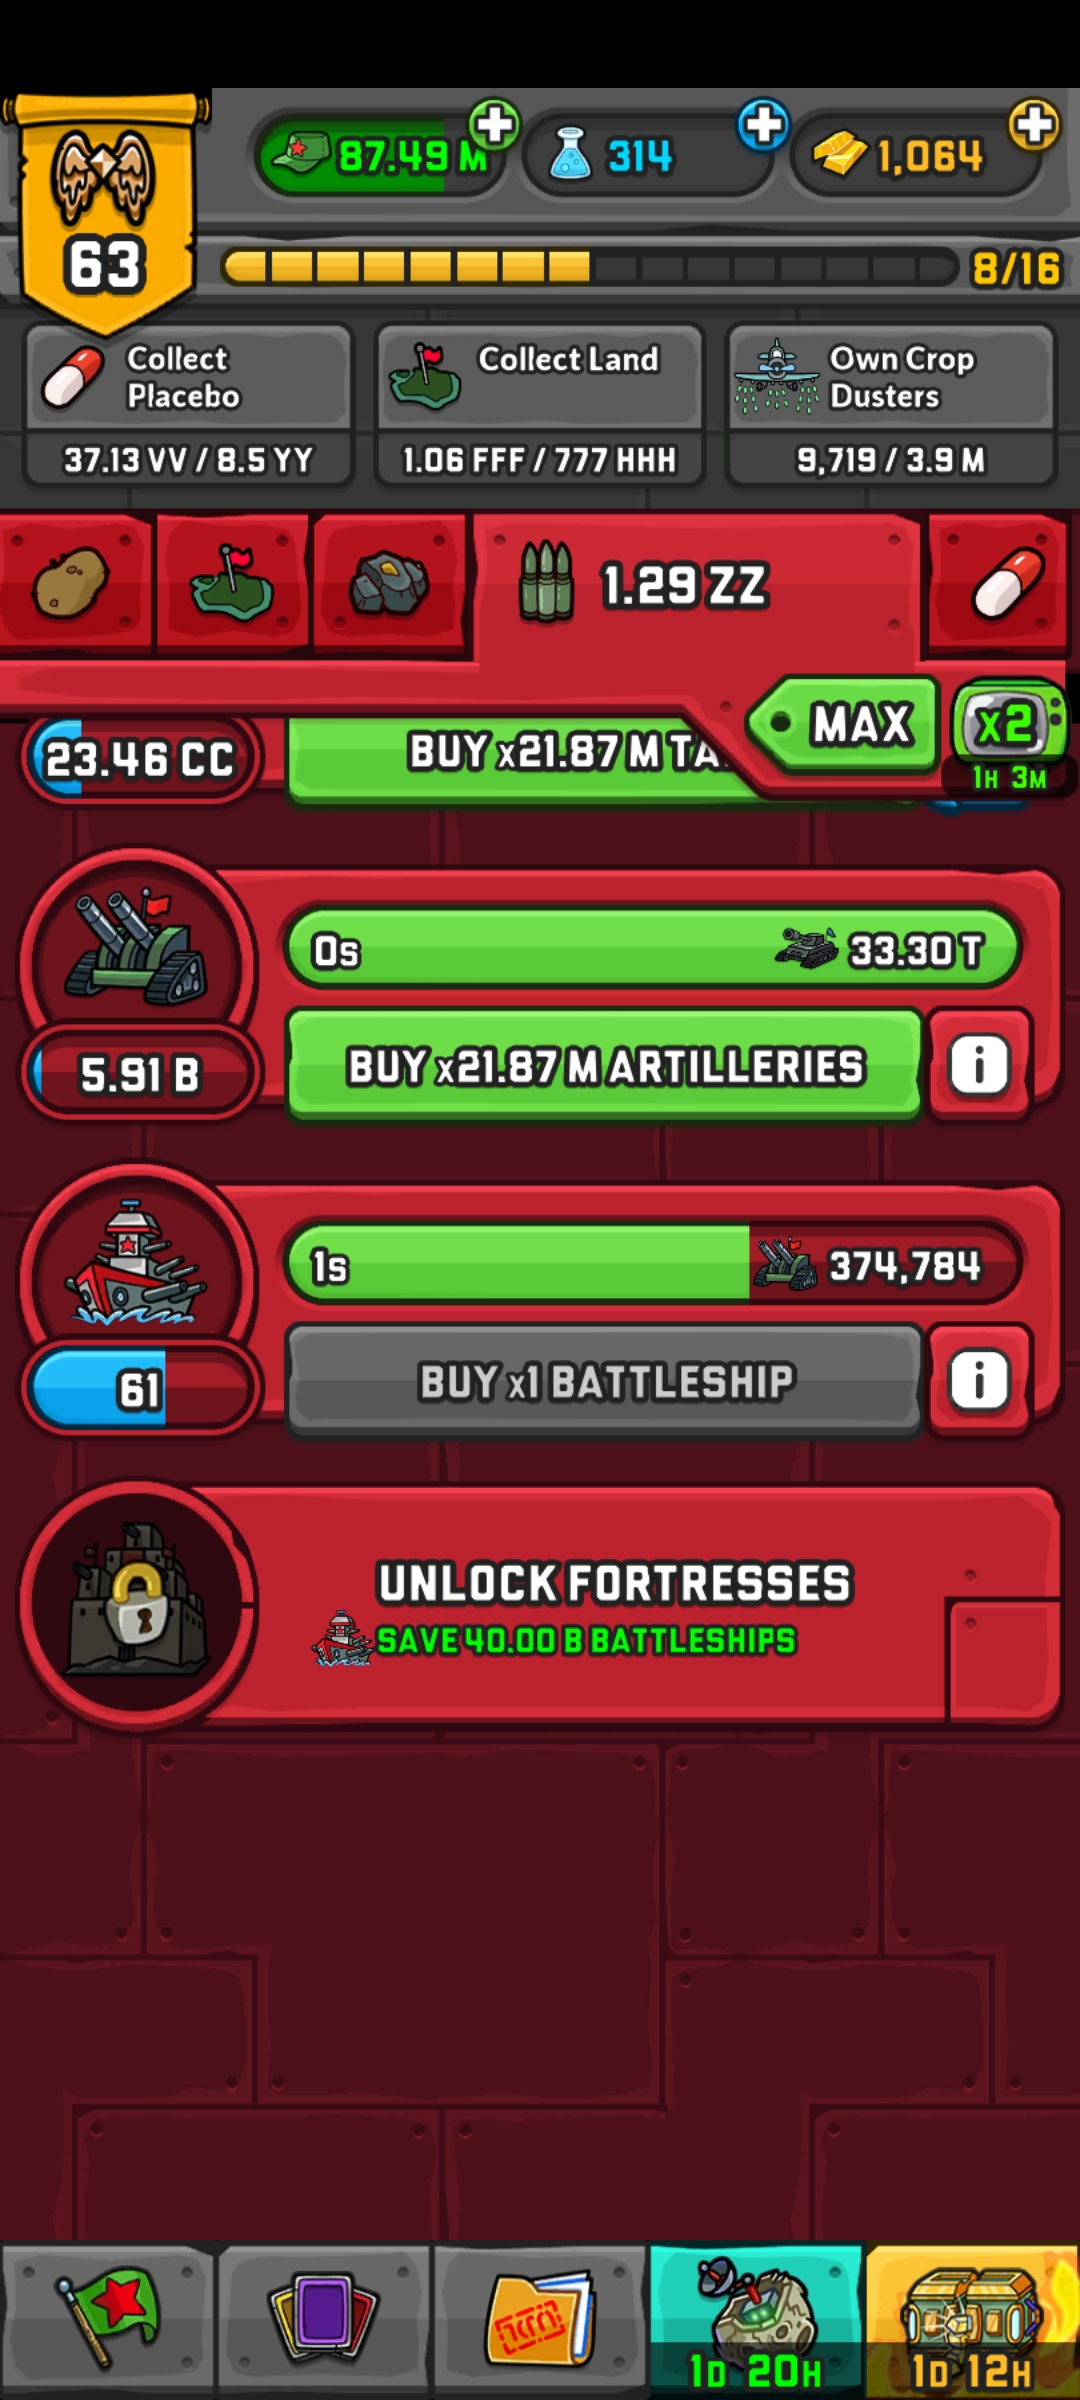 87.49 M
314
1,064
63
8/16
Collect
Placebo
37.13 VV / 8.5 YY
Collect Land
1.06 FFF / 777 HHH
Own Crop
Dusters
9,719 / 3.9 M
1.29 ZZ
MAX
X2
1H 3M
23.46 CC
BUY x21.87 M TA
0s
33.30 T
5.91 B
BUY x21.87 M ARTILLERIES
i
1s
374,784
61
BUY x1 BATTLESHIP
i
UNLOCK FORTRESSES
SAVE 40.00 B BATTLESHIPS
1D 20H
1D 12H